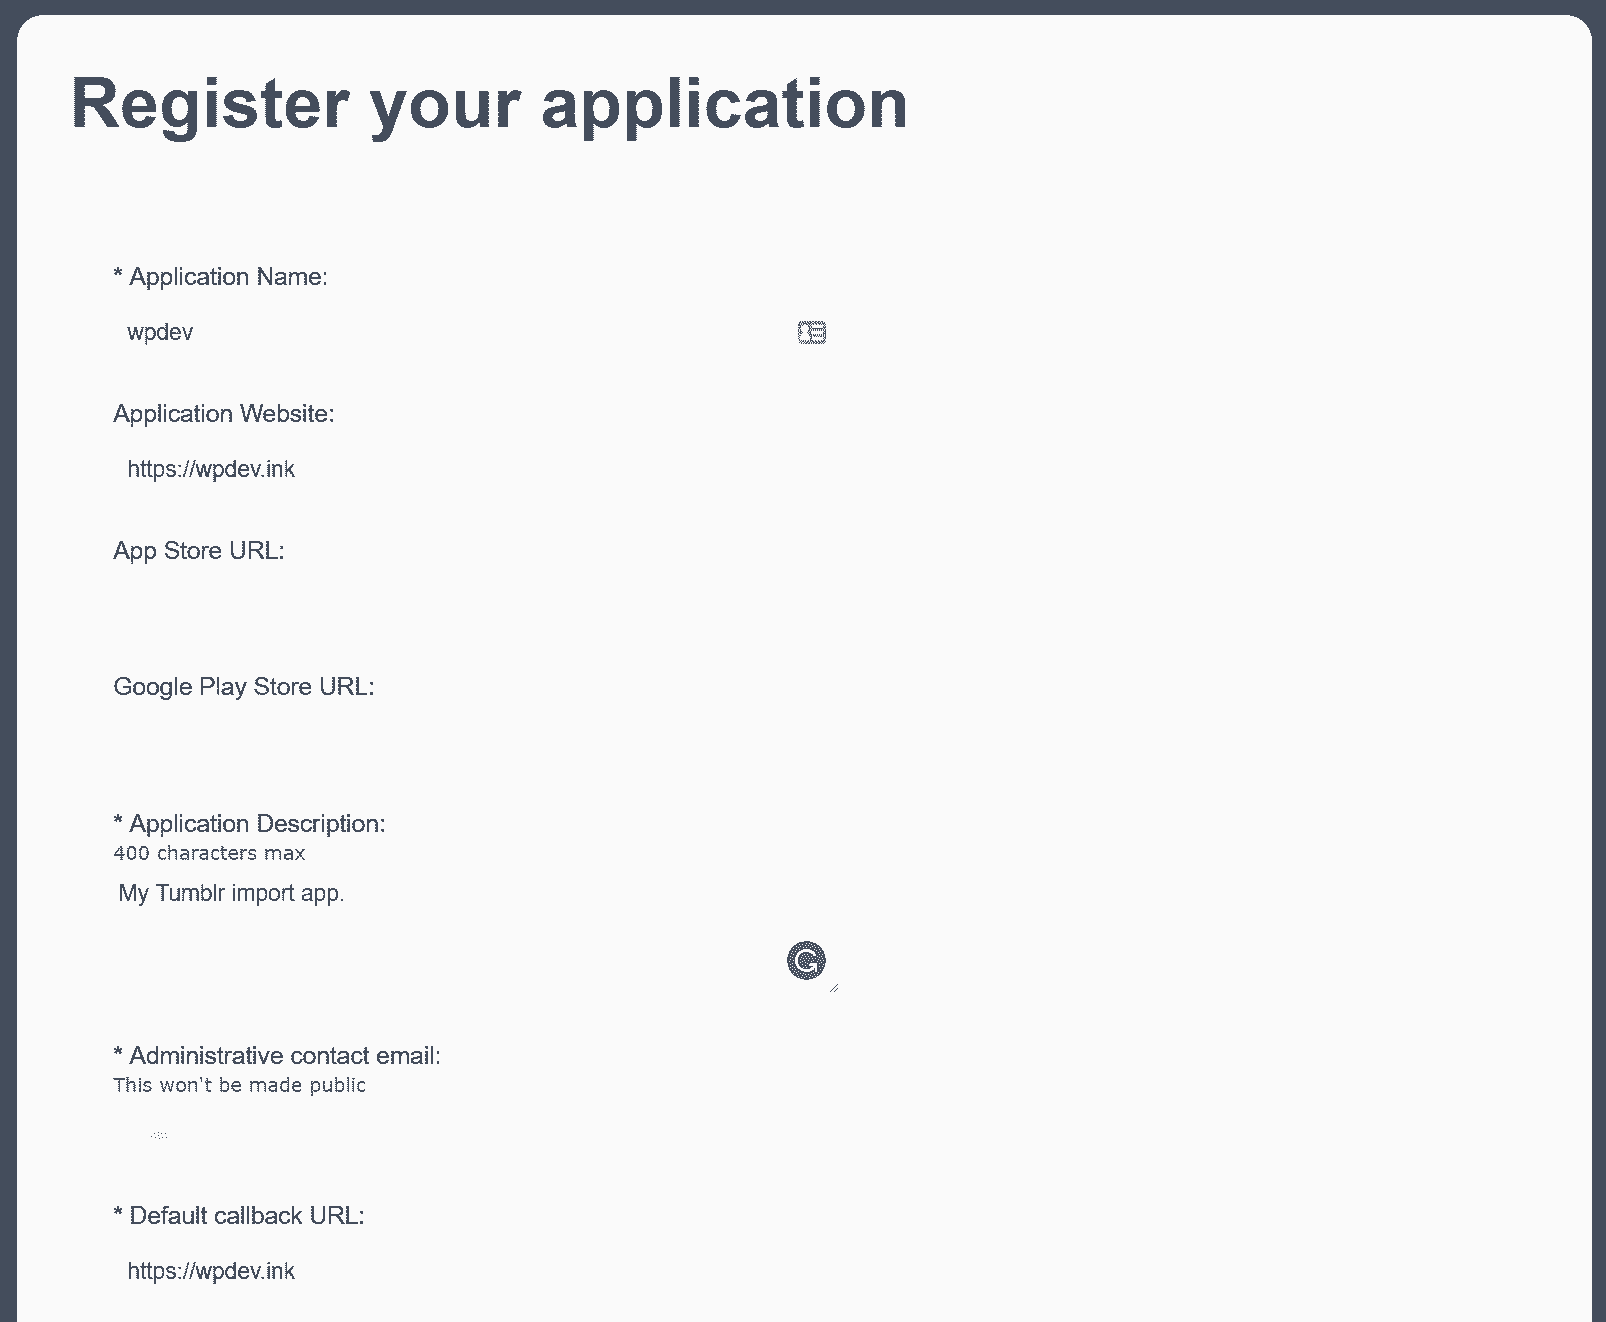 Register your application
* Application Name:
wpdev
Application Website:
https://wpdev.ink
App Store URL:
Google Play Store URL:
* Application Description:
400 characters max
My Tumblr import app.
G
* Administrative contact email:
This won't be made public
* Default callback URL:
https://wpdev.ink